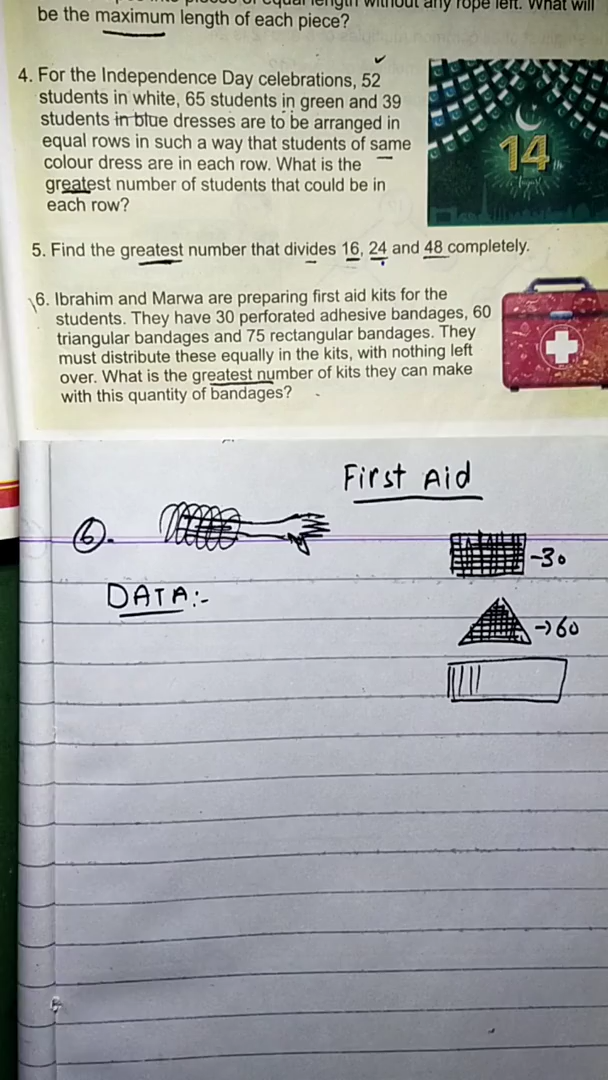 be the maximum length of each piece?
4. For the Independence Day celebrations, 52
students in white, 65 students in green and 39
students in blue dresses are to be arranged in
equal rows in such a way that students of same
colour dress are in each row. What is the
greatest number of students that could be in
each row?
14
August
5. Find the greatest number that divides 16, 24 and 48 completely.
6. Ibrahim and Marwa are preparing first aid kits for the
students. They have 30 perforated adhesive bandages, 60
triangular bandages and 75 rectangular bandages. They
must distribute these equally in the kits, with nothing left
over. What is the greatest number of kits they can make
with this quantity of bandages?
First Aid
6.
-30
DATA:-
→60